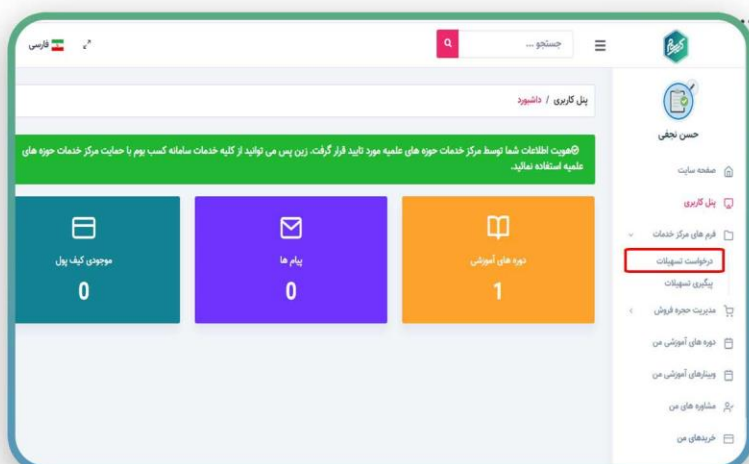 جستجو ...
فارسی
حسن نجفی
صفحه سایت
پنل کاربری
فرم های مرکز خدمات
درخواست تسهیلات
پیگیری تسهیلات
مدیریت حجره فروش
دوره های آموزشی من
وبینارهای آموزشی من
مشاوره های من
خریدهای من
پنل کاربری / داشبورد
هویت اطلاعات شما توسط مرکز خدمات حوزه های علمیه مورد تایید قرار گرفت. زین پس می توانید از کلیه خدمات سامانه کسب بوم با حمایت مرکز خدمات حوزه های
علمیه استفاده نمائید.
دوره های آموزشی
1
پیام ها
0
موجودی کیف پول
0